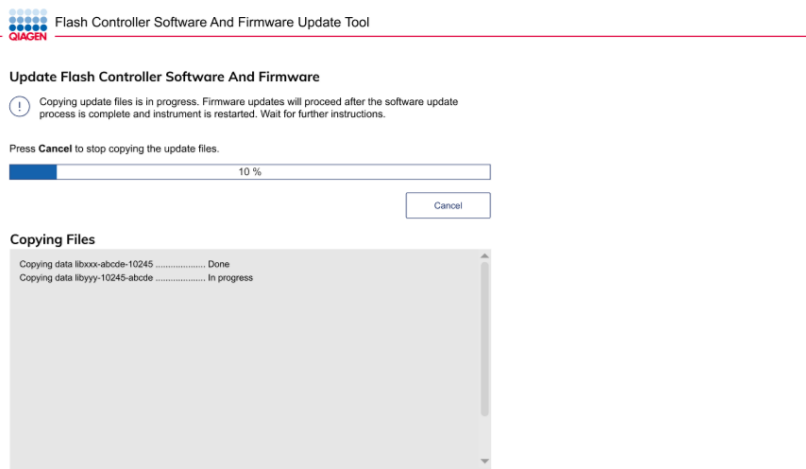 QIAGEN
Flash Controller Software And Firmware Update Tool
Update Flash Controller Software And Firmware
Copying update files is in progress. Firmware updates will proceed after the software update
process is complete and instrument is restarted. Wait for further instructions.
Press Cancel to stop copying the update files.
10 %
Cancel
Copying Files
Copying data libxxx-abcde-10245 .................... Done
Copying data libyyy-10245-abcde .................... In progress